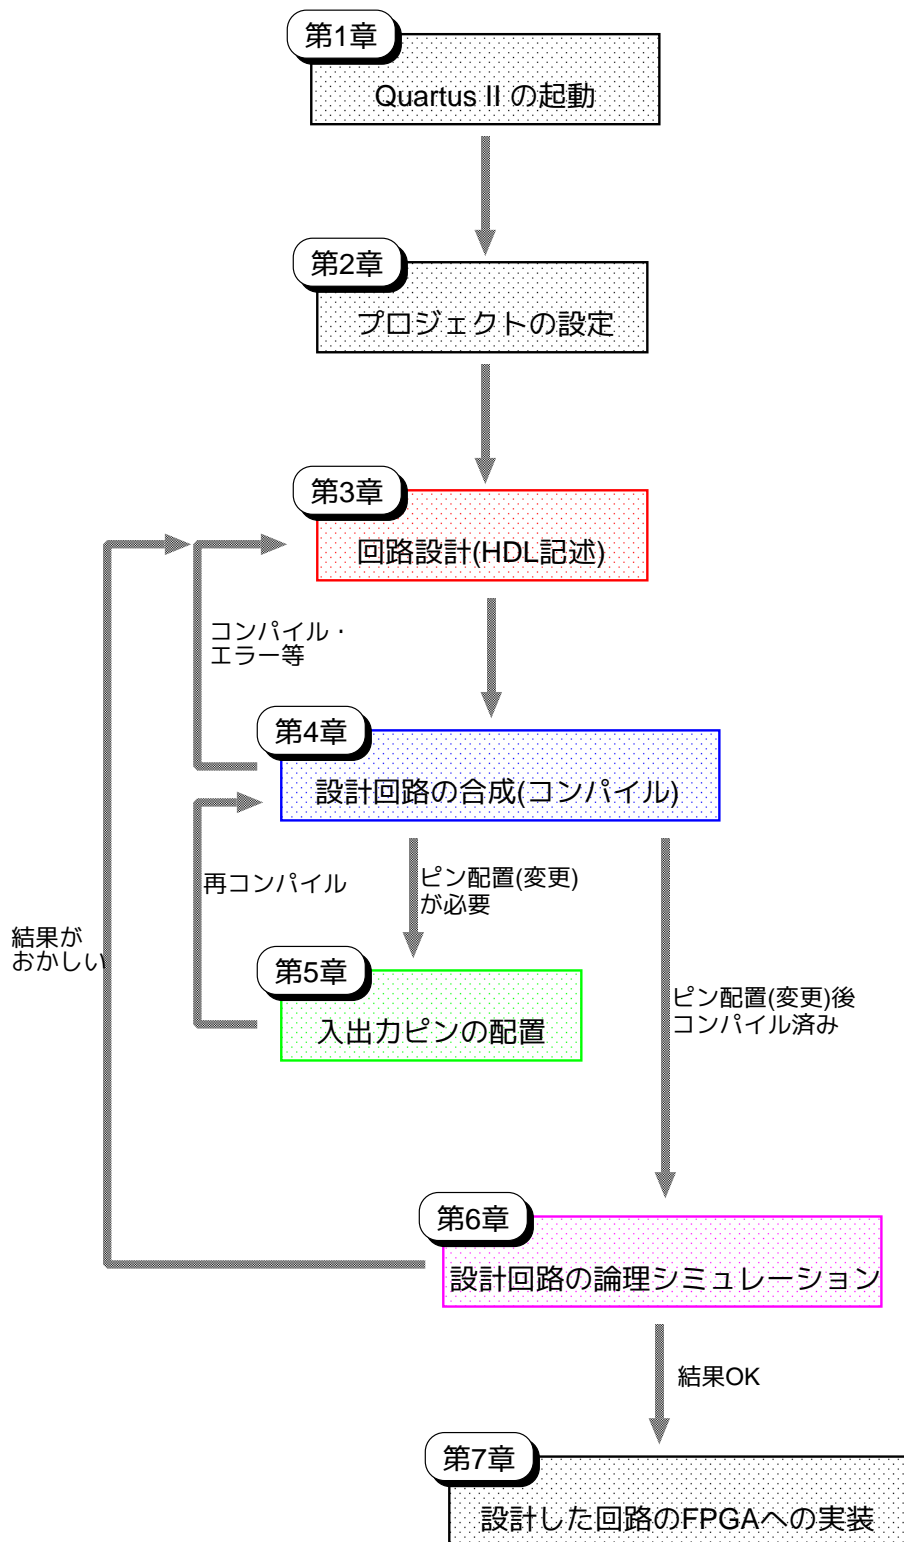 第1章
Quartus II の起動
第2章
プロジェクトの設定
第3章
回路設計(HDL記述)
コンパイル・
エラー等
第4章
設計回路の合成(コンパイル)
再コンパイル
ピン配置(変更)
が必要
結果が
おかしい
第5章
入出力ピンの配置
ピン配置(変更)後
コンパイル済み
第6章
設計回路の論理シミュレーション
結果OK
第7章
設計した回路のFPGAへの実装